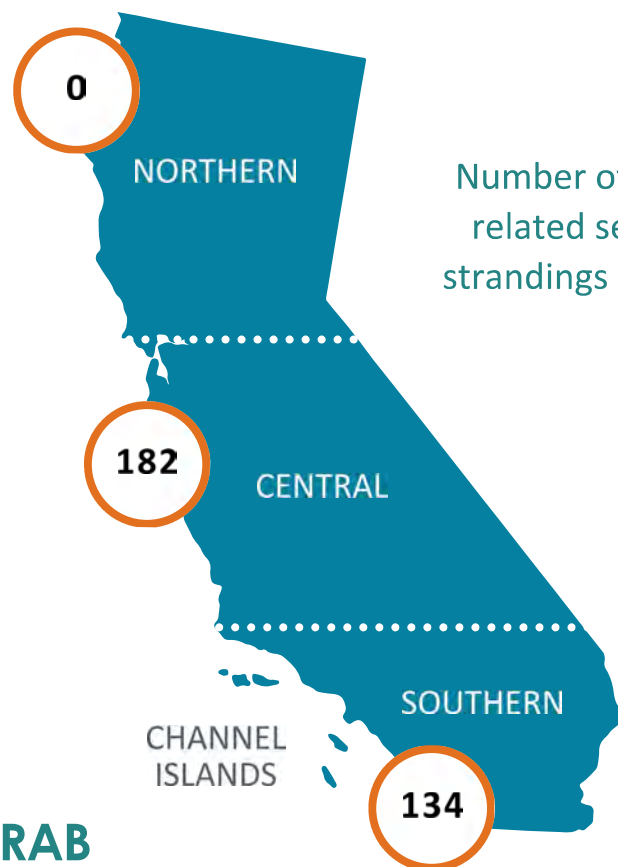 0
NORTHERN
Number of
related se
strandings
182
CENTRAL
SOUTHERN
CHANNEL
ISLANDS
134
RAB